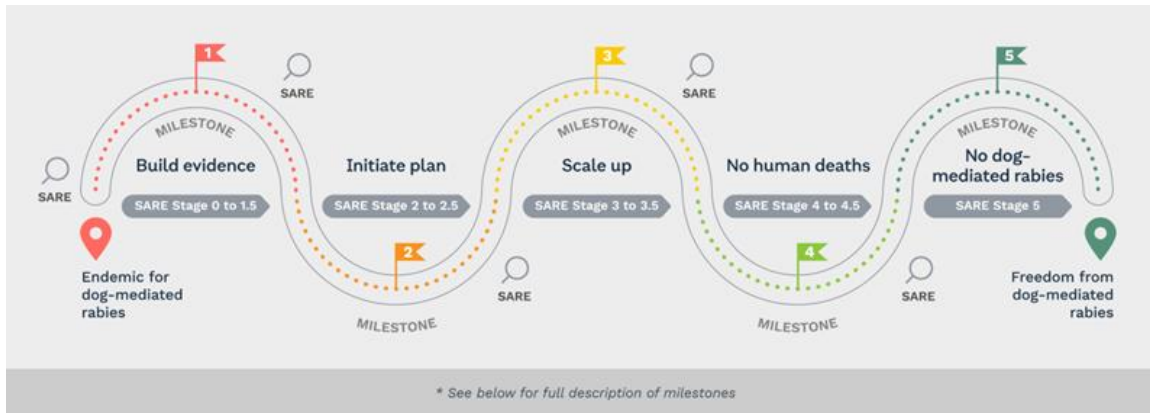 1
SARE
MILESTONE
Build evidence
SARE Stage 0 to 1.5
SARE
Endemic for
dog-mediated
rabies
Initiate plan
SARE Stage 2 to 2.5
2
MILESTONE
SARE
3
SARE
MILESTONE
Scale up
SARE Stage 3 to 3.5
No human deaths
SARE Stage 4 to 4.5
4
MILESTONE
SARE
5
MILESTONE
No dog-
mediated rabies
SARE Stage 5
Freedom from
dog-mediated
rabies
* See below for full description of milestones